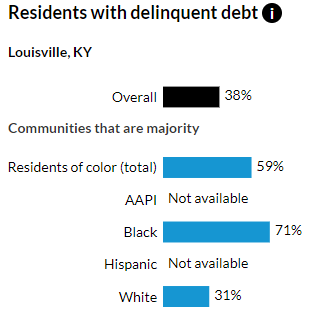 Residents with delinquent debt i
Louisville, KY
Overall 38%
Communities that are majority
Residents of color (total) 59%
AAPI Not available
Black 71%
Hispanic Not available
White 31%